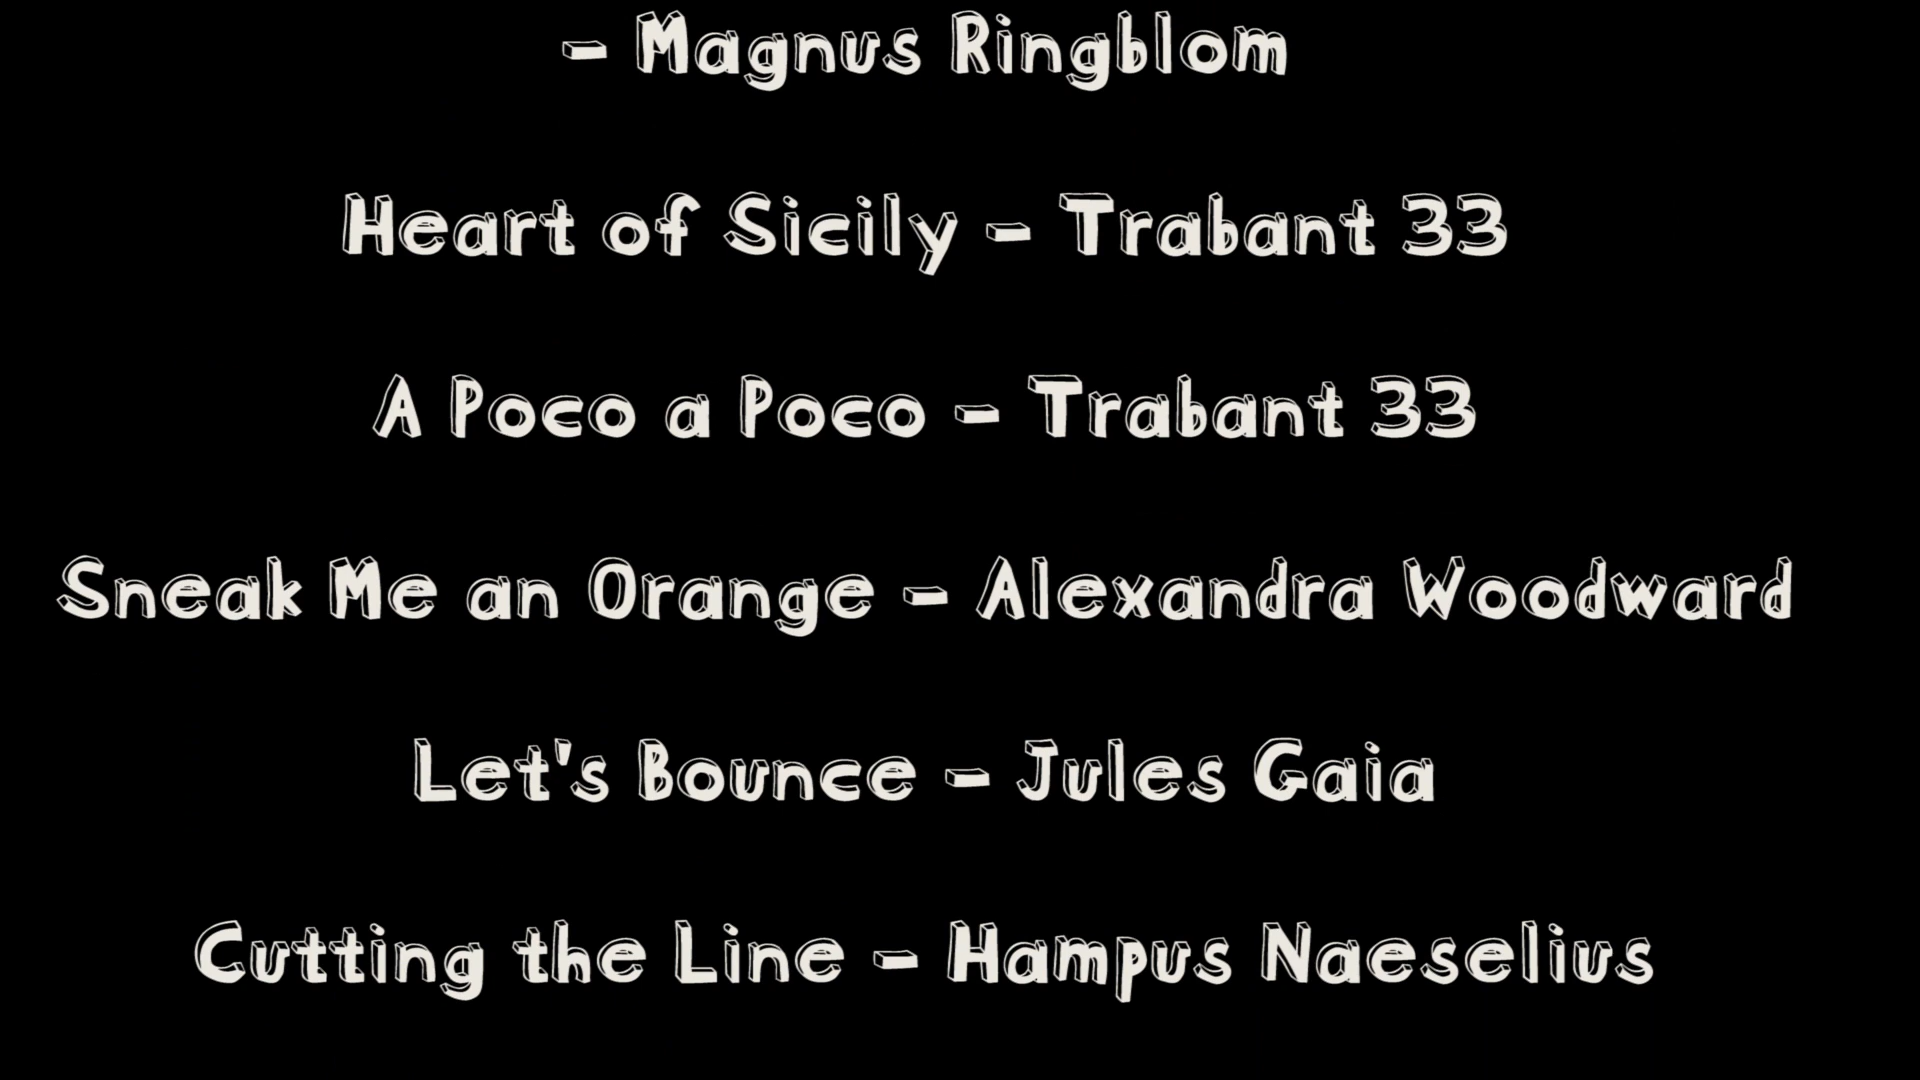 - Magnus Ringblom
Heart of Sicily - Trabant 33
A Poco a Poco - Trabant 33
Sneak Me an Orange - Alexandra Woodward
Let's Bounce - Jules Gaia
Cutting the Line - Hampus Naeselius